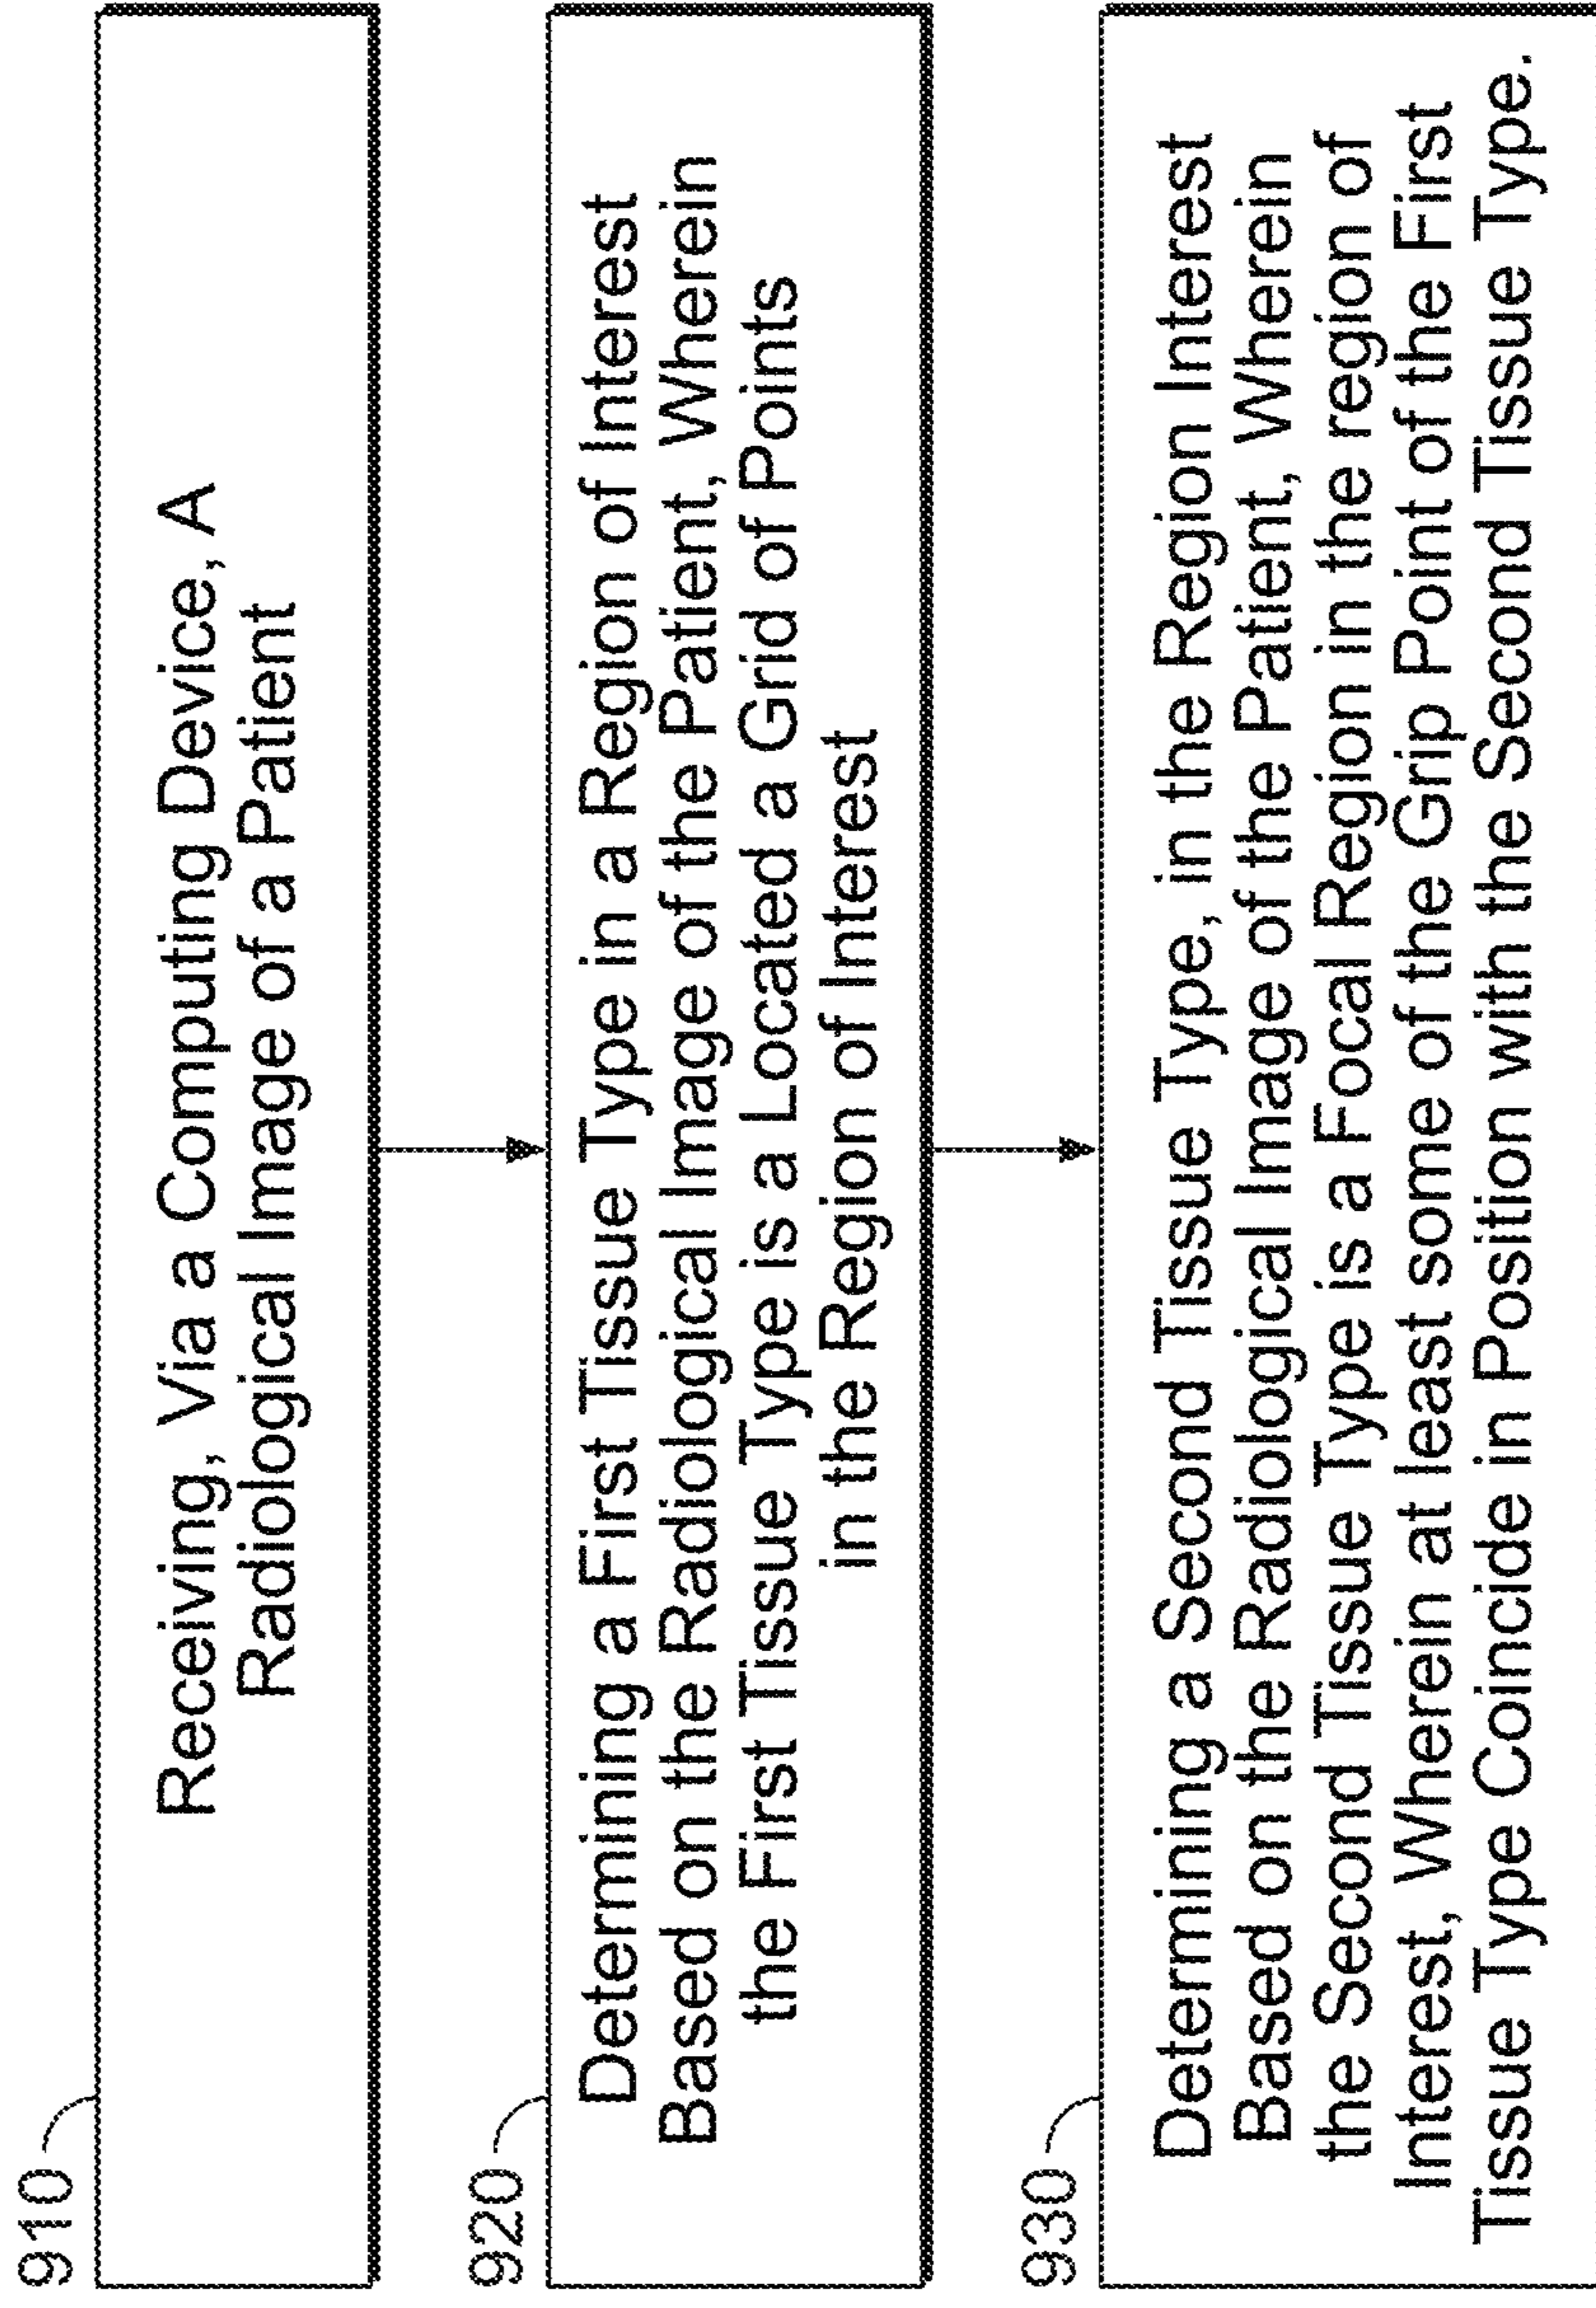 910
Receiving, Via a Computing Device, A
Radiological Image of a Patient
920
Determining a First Tissue Type in a Region of Interest
Based on the Radiological Image of the Patient, Wherein
the First Tissue Type is a Located a Grid of Points
in the Region of Interest
930
Determining a Second Tissue Type, in the Region Interest
Based on the Radiological Image of the Patient, Wherein
the Second Tissue Type is a Focal Region in the region of
Interest, Wherein at least some of the Grip Point of the First
Tissue Type Coincide in Position with the Second Tissue Type.